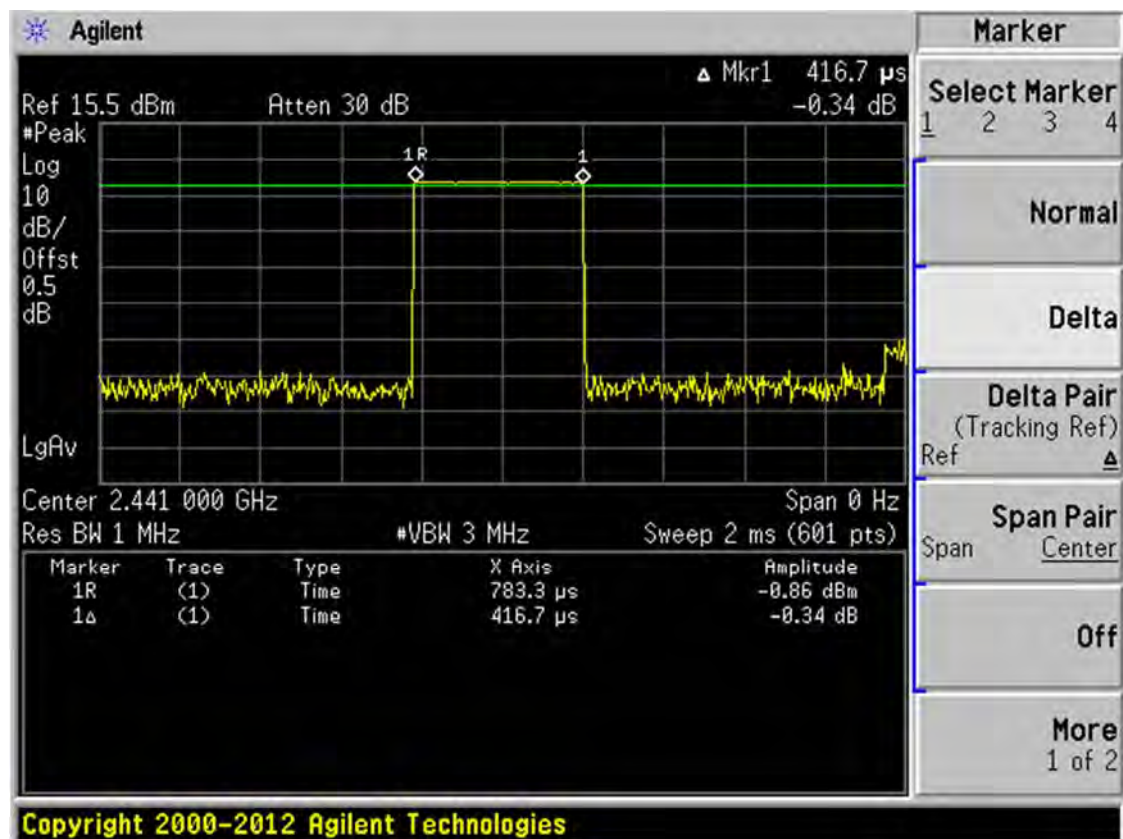 Agilent
Marker
Δ Mkr1 416.7 µs
Ref 15.5 dBm Atten 30 dB -0.34 dB
#Peak
Log
10
dB/
Offst
0.5
dB
1R 1
LgAv
Center 2.441 000 GHz Span 0 Hz
Res BW 1 MHz #VBW 3 MHz Sweep 2 ms (601 pts)
Marker Trace Type X Axis Amplitude
1R (1) Time 783.3 µs -0.86 dBm
1Δ (1) Time 416.7 µs -0.34 dB
Select Marker
1 2 3 4
Normal
Delta
Delta Pair
(Tracking Ref)
Ref Δ
Span Pair
Span Center
Off
More
1 of 2
Copyright 2000-2012 Agilent Technologies